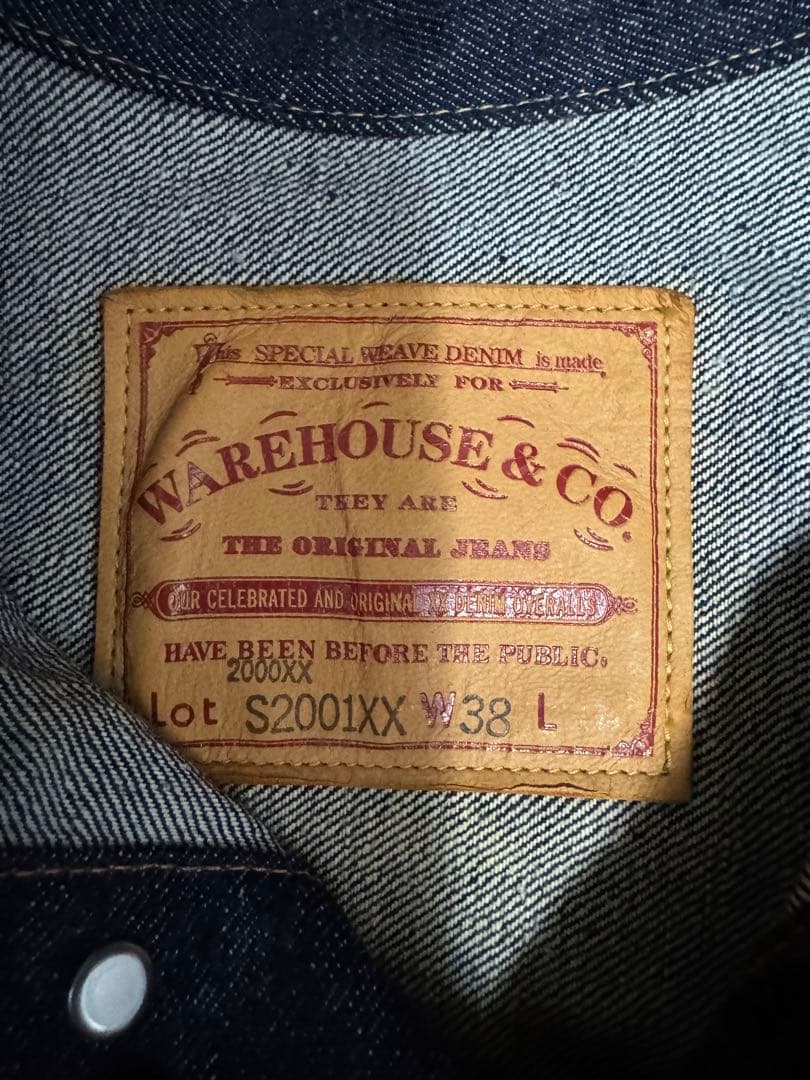 This SPECIAL WEAVE DENIM is made
EXCLUSIVELY FOR
WAREHOUSE & CO.
THEY ARE
THE ORIGINAL JEANS
OUR CELEBRATED AND ORIGINAL XX DENIM OVERALLS
HAVE BEEN BEFORE THE PUBLIC.
2000XX
Lot S2001XX W38 L